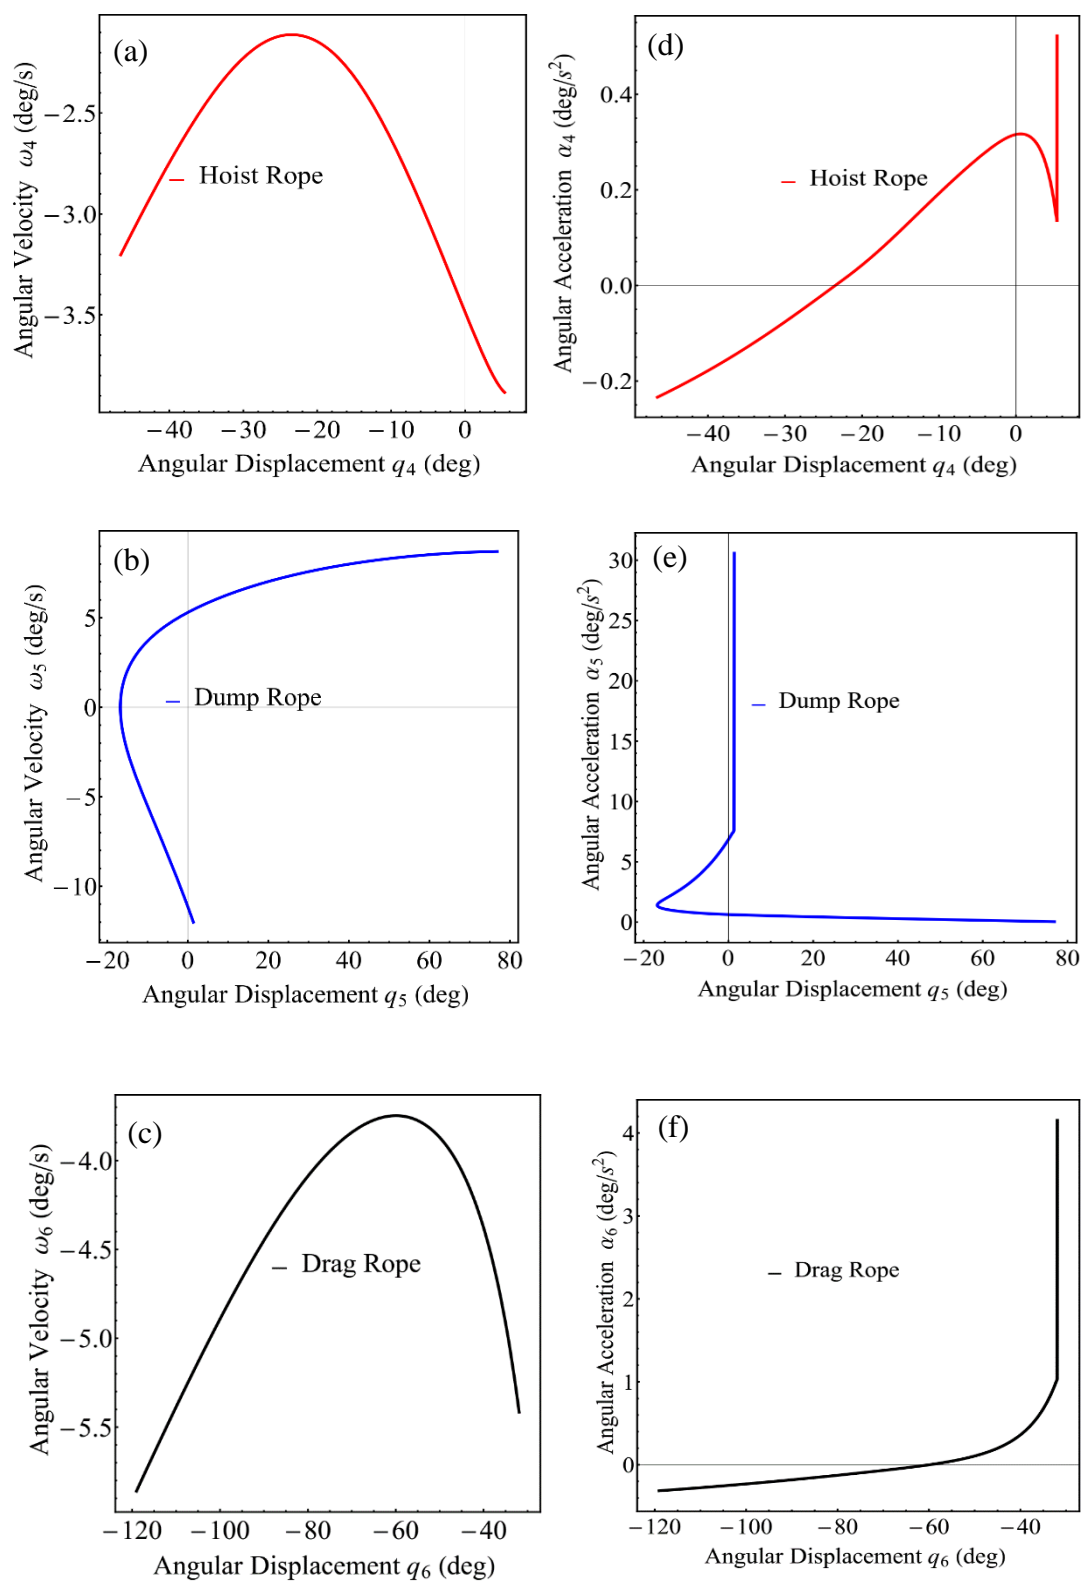 (a)
Angular Velocity ω4 (deg/s)
−2.5
−3.0
−3.5
Hoist Rope
−40 −30 −20 −10 0
Angular Displacement q4 (deg)
(d)
Angular Acceleration α4 (deg/s²)
0.4
0.2
0.0
−0.2
Hoist Rope
−40 −30 −20 −10 0
Angular Displacement q4 (deg)
(b)
Angular Velocity ω5 (deg/s)
5
0
−5
−10
Dump Rope
−20 0 20 40 60 80
Angular Displacement q5 (deg)
(e)
Angular Acceleration α5 (deg/s²)
30
25
20
15
10
5
0
Dump Rope
−20 0 20 40 60 80
Angular Displacement q5 (deg)
(c)
Angular Velocity ω6 (deg/s)
−4.0
−4.5
−5.0
−5.5
Drag Rope
−120 −100 −80 −60 −40
Angular Displacement q6 (deg)
(f)
Angular Acceleration α6 (deg/s²)
4
3
2
1
0
Drag Rope
−120 −100 −80 −60 −40
Angular Displacement q6 (deg)